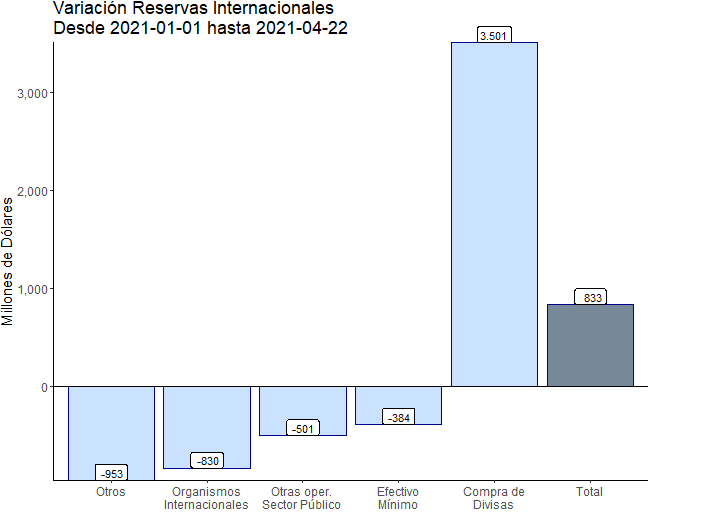 Variación Reservas Internacionales
Desde 2021-01-01 hasta 2021-04-22
Millones de Dólares
3,000
2,000
1,000
0
-953
-830
-501
-384
3.501
833
Otros
Organismos
Internacionales
Otras oper.
Sector Público
Efectivo
Mínimo
Compra de
Divisas
Total